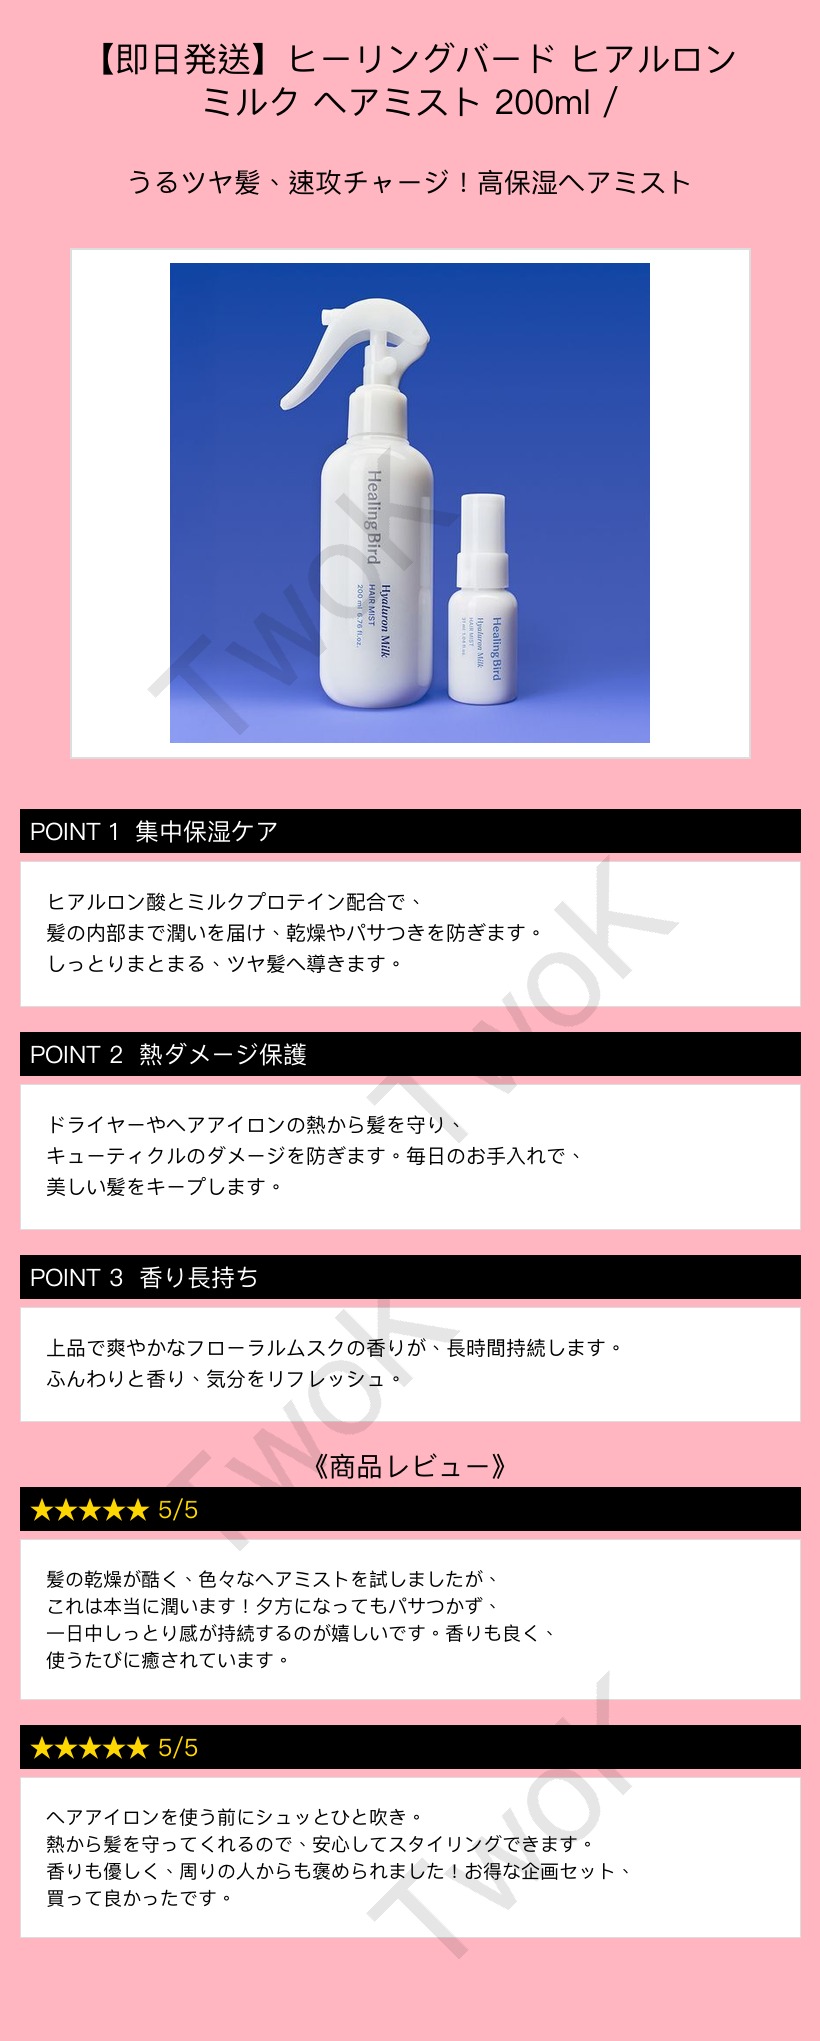 【即日発送】ヒーリングバード ヒアルロン
ミルク ヘアミスト 200ml /
うるツヤ髪、速攻チャージ！高保湿ヘアミスト
Healing Bird
Hyaluron Milk
HAIR MIST
200 ml 6.76 fl.oz.
Healing Bird
Hyaluron Milk
HAIR MIST
TwoK
POINT 1 集中保湿ケア
ヒアルロン酸とミルクプロテイン配合で、
髪の内部まで潤いを届け、乾燥やパサつきを防ぎます。
しっとりまとまる、ツヤ髪へ導きます。
TwoK
POINT 2 熱ダメージ保護
ドライヤーやヘアアイロンの熱から髪を守り、
キューティクルのダメージを防ぎます。毎日のお手入れで、
美しい髪をキープします。
POINT 3 香り長持ち
上品で爽やかなフローラルムスクの香りが、長時間持続します。
ふんわりと香り、気分をリフレッシュ。
TwoK
《商品レビュー》
★★★★★ 5/5
髪の乾燥が酷く、色々なヘアミストを試しましたが、
これは本当に潤います！夕方になってもパサつかず、
一日中しっとり感が持続するのが嬉しいです。香りも良く、
使うたびに癒されています。
★★★★★ 5/5
ヘアアイロンを使う前にシュッとひと吹き。
熱から髪を守ってくれるので、安心してスタイリングできます。
香りも優しく、周りの人からも褒められました！お得な企画セット、
買って良かったです。
TwoK